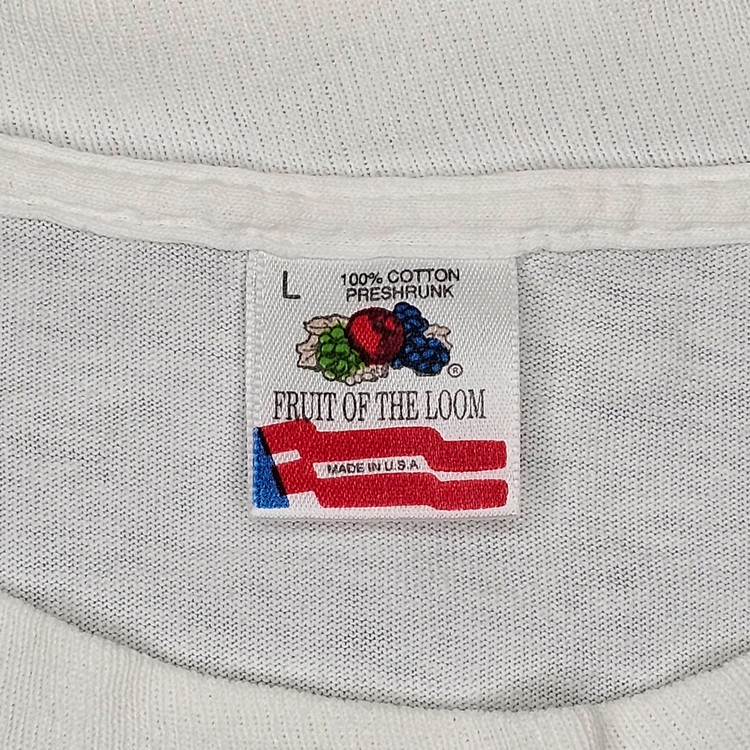 L
100% COTTON
PRESHRUNK
®
FRUIT OF THE LOOM
MADE IN U.S.A.